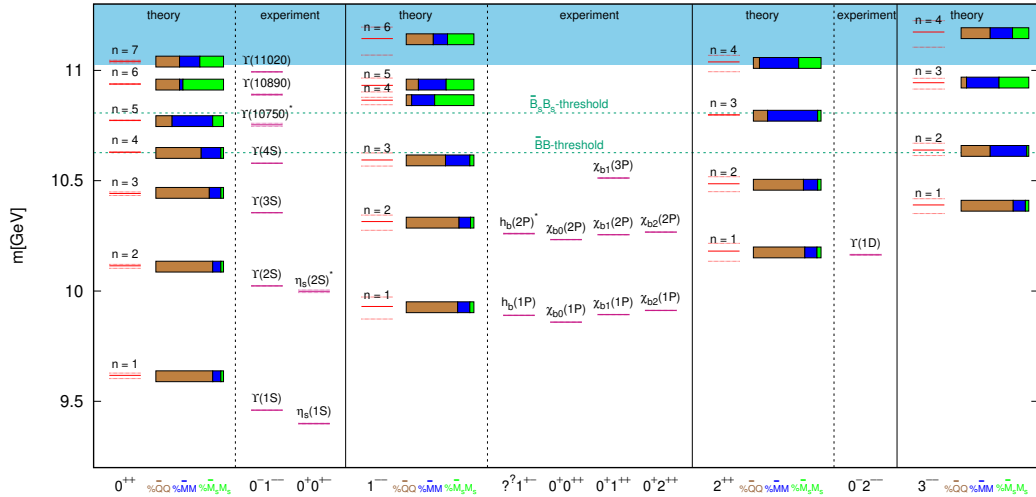 theory experiment theory experiment theory experiment theory
m[GeV]
11
10.5
10
9.5
n = 7
n = 6
n = 5
n = 4
n = 3
n = 2
n = 1
ϒ(11020)
ϒ(10890)
ϒ(10750)*
ϒ(4S)
ϒ(3S)
ϒ(2S)
η_s(2S)*
ϒ(1S)
η_s(1S)
n = 6
n = 5
n = 4
n = 3
n = 2
n = 1
B̄_sB_s-threshold
B̄B-threshold
χ_b1(3P)
h_b(2P)* χ_b0(2P) χ_b1(2P) χ_b2(2P)
h_b(1P) χ_b0(1P) χ_b1(1P) χ_b2(1P)
n = 4
n = 3
n = 2
n = 1
ϒ(1D)
n = 4
n = 3
n = 2
n = 1
0⁺⁺ %Q̄Q %M̄M %M̄_sM_s 0⁻1⁻⁻ 0⁺0⁺⁻ 1⁻⁻ %Q̄Q %M̄M %M̄_sM_s ?^?1⁺⁻ 0⁺0⁺⁺ 0⁺1⁺⁺ 0⁺2⁺⁺ 2⁺⁺ %Q̄Q %M̄M %M̄_sM_s 0⁻2⁻⁻ 3⁻⁻ %Q̄Q %M̄M %M̄_sM_s